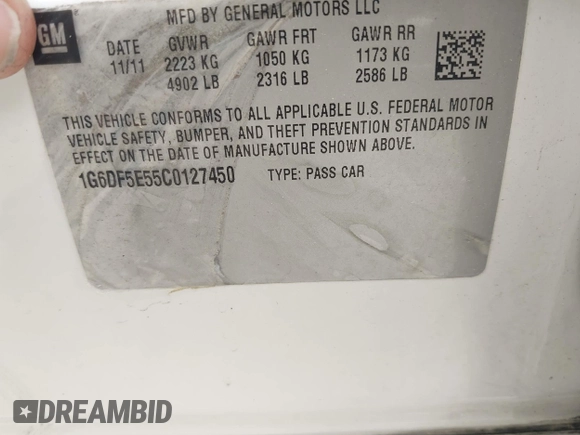 MFD BY GENERAL MOTORS LLC
GM
DATE GVWR GAWR FRT GAWR RR
11/11 2223 KG 1050 KG 1173 KG
4902 LB 2316 LB 2586 LB
THIS VEHICLE CONFORMS TO ALL APPLICABLE U.S. FEDERAL MOTOR
VEHICLE SAFETY, BUMPER, AND THEFT PREVENTION STANDARDS IN
EFFECT ON THE DATE OF MANUFACTURE SHOWN ABOVE.
1G6DF5E55C0127450 TYPE: PASS CAR
DREAMBID